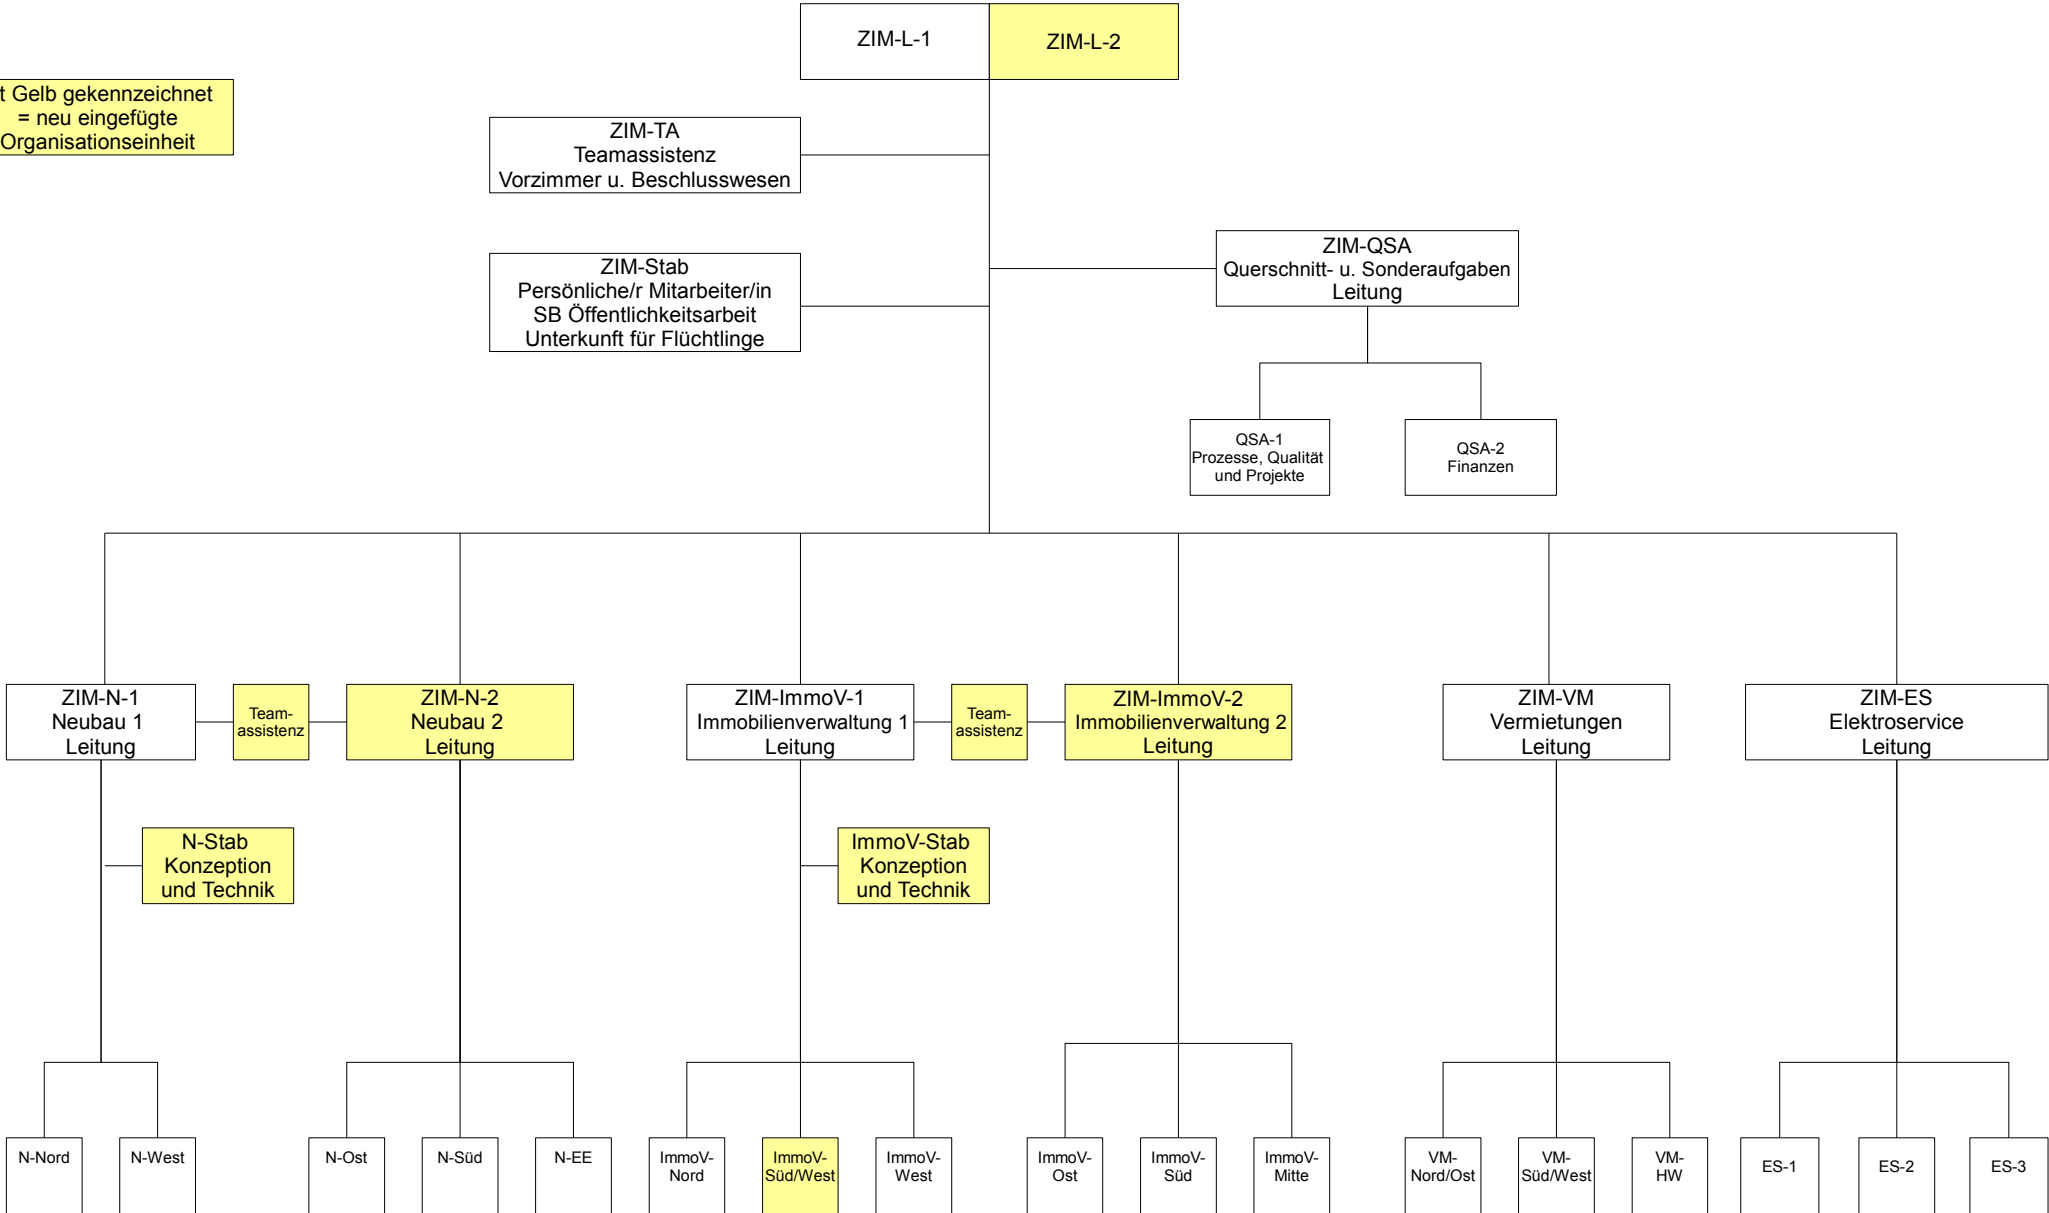 ZIM-L-1
ZIM-L-2
t Gelb gekennzeichnet
= neu eingefügte
Organisationseinheit
ZIM-TA
Teamassistenz
Vorzimmer u. Beschlusswesen
ZIM-Stab
Persönliche/r Mitarbeiter/in
SB Öffentlichkeitsarbeit
Unterkunft für Flüchtlinge
ZIM-QSA
Querschnitt- u. Sonderaufgaben
Leitung
QSA-1
Prozesse, Qualität
und Projekte
QSA-2
Finanzen
ZIM-N-1
Neubau 1
Leitung
Team-
assistenz
ZIM-N-2
Neubau 2
Leitung
ZIM-ImmoV-1
Immobilienverwaltung 1
Leitung
Team-
assistenz
ZIM-ImmoV-2
Immobilienverwaltung 2
Leitung
ZIM-VM
Vermietungen
Leitung
ZIM-ES
Elektroservice
Leitung
N-Stab
Konzeption
und Technik
ImmoV-Stab
Konzeption
und Technik
N-Nord
N-West
N-Ost
N-Süd
N-EE
ImmoV-
Nord
ImmoV-
Süd/West
ImmoV-
West
ImmoV-
Ost
ImmoV-
Süd
ImmoV-
Mitte
VM-
Nord/Ost
VM-
Süd/West
VM-
HW
ES-1
ES-2
ES-3